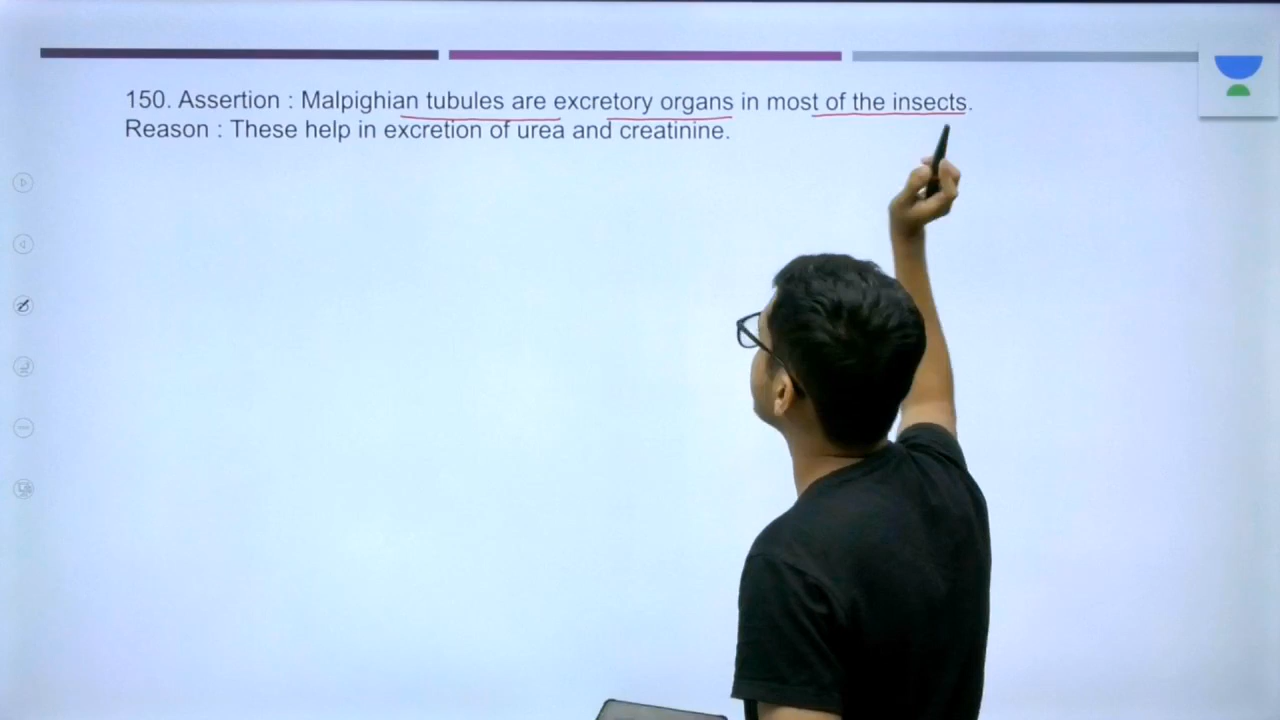 150. Assertion : Malpighian tubules are excretory organs in most of the insects.
Reason : These help in excretion of urea and creatinine.